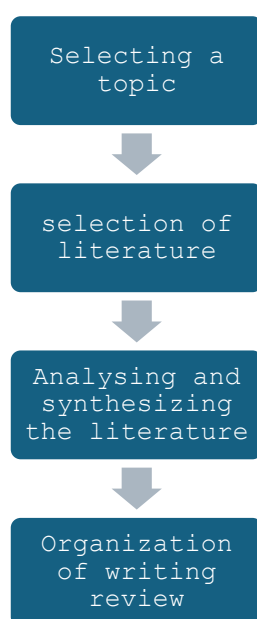 Selecting a
topic
selection of
literature
Analysing and
synthesizing
the literature
Organization
of writing
review